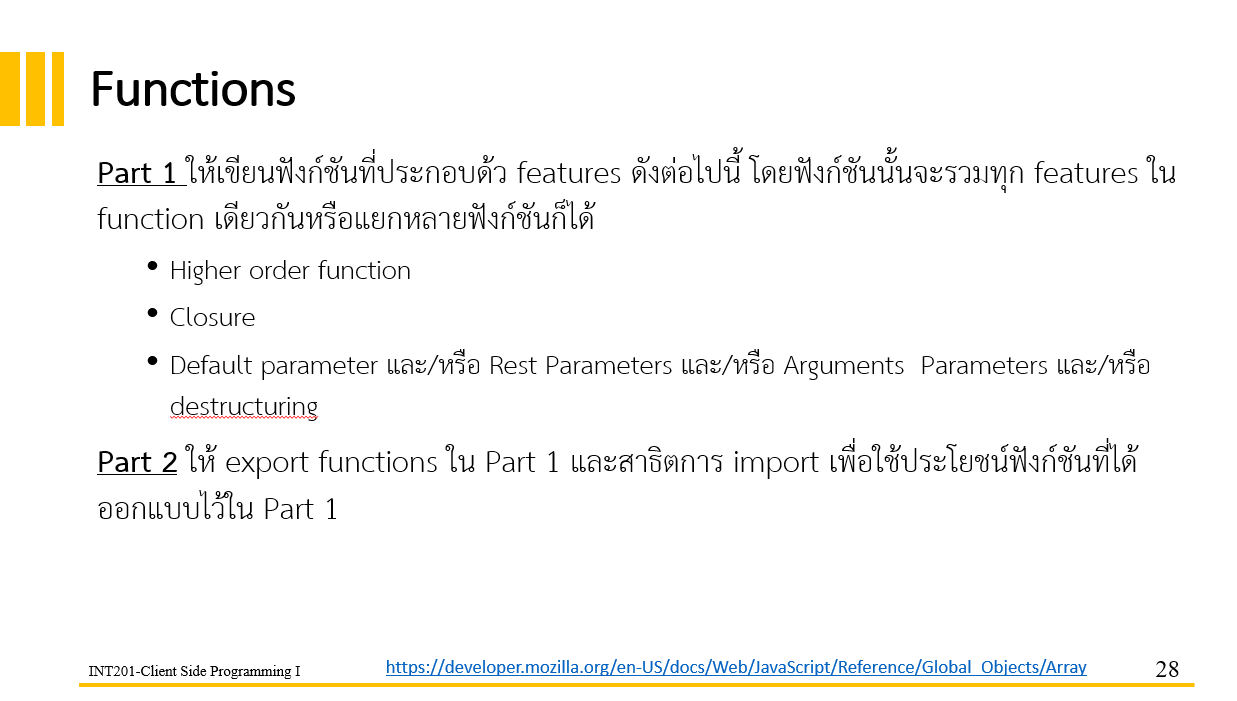 Functions
Part 1 ให้เขียนฟังก์ชันที่ประกอบด้ว features ดังต่อไปนี้ โดยฟังก์ชันนั้นจะรวมทุก features ใน
function เดียวกันหรือแยกหลายฟังก์ชันก็ได้
• Higher order function
• Closure
• Default parameter และ/หรือ Rest Parameters และ/หรือ Arguments Parameters และ/หรือ
destructuring
Part 2 ให้ export functions ใน Part 1 และสาธิตการ import เพื่อใช้ประโยชน์ฟังก์ชันที่ได้
ออกแบบไว้ใน Part 1
INT201-Client Side Programming I
https://developer.mozilla.org/en-US/docs/Web/JavaScript/Reference/Global_Objects/Array
28